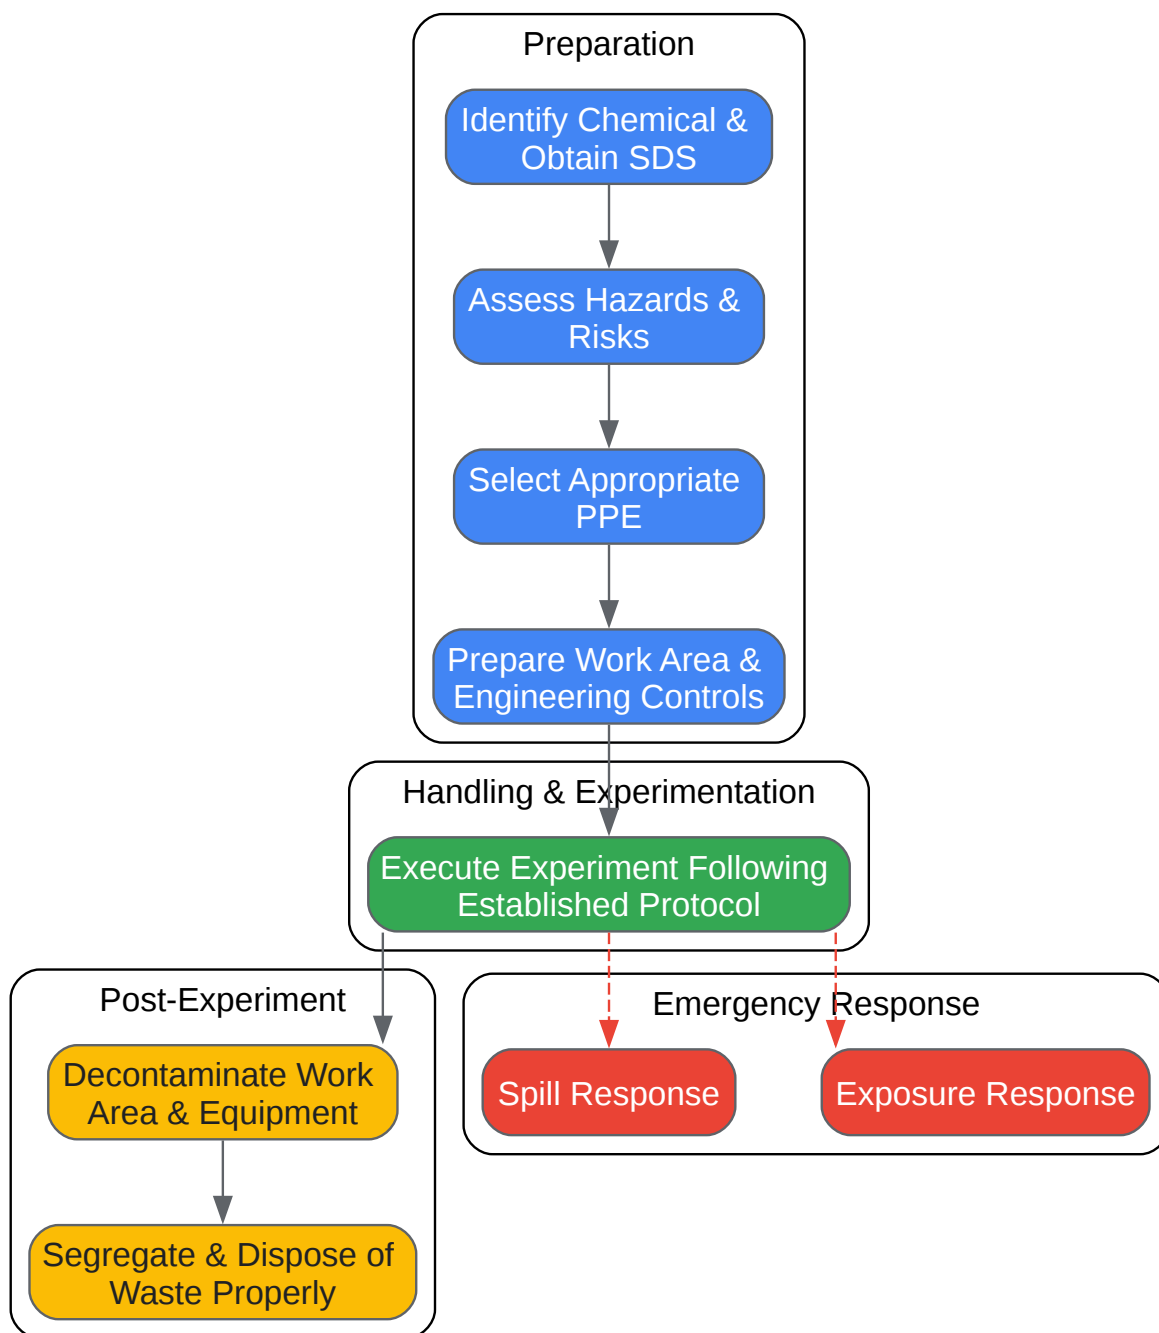 Preparation
Identify Chemical &
Obtain SDS
Assess Hazards &
Risks
Select Appropriate
PPE
Prepare Work Area &
Engineering Controls
Handling & Experimentation
Execute Experiment Following
Established Protocol
Post-Experiment
Decontaminate Work
Area & Equipment
Segregate & Dispose of
Waste Properly
Emergency Response
Spill Response
Exposure Response